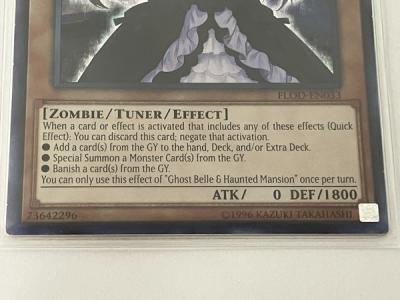 FLOD-EN033
[ZOMBIE/TUNER/EFFECT]
When a card or effect is activated that includes any of these effects (Quick
Effect): You can discard this card; negate that activation.
● Add a card(s) from the GY to the hand, Deck, and/or Extra Deck.
● Special Summon a Monster Card(s) from the GY.
● Banish a card(s) from the GY.
You can only use this effect of "Ghost Belle & Haunted Mansion" once per turn.
ATK/ 0 DEF/1800
73642296
©1996 KAZUKI TAKAHASHI